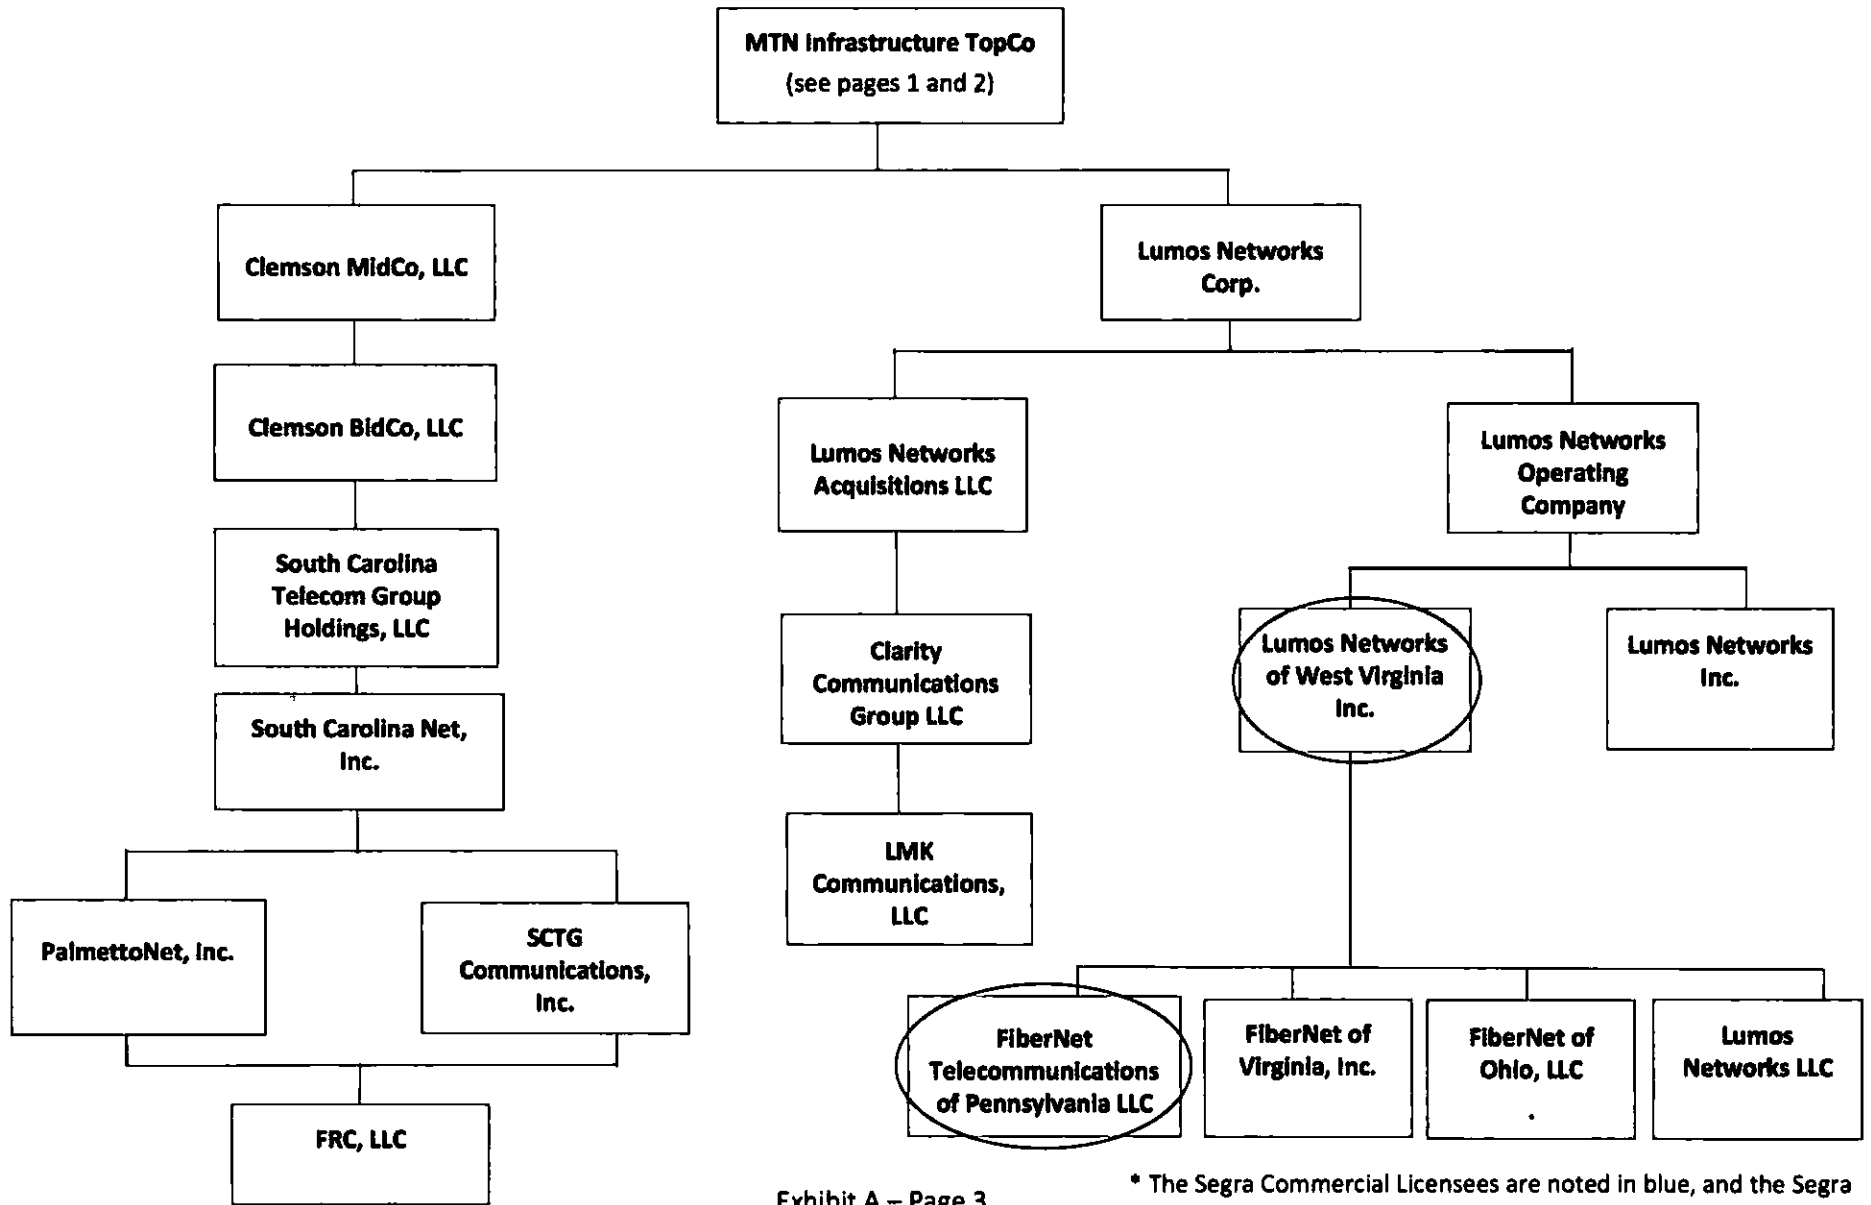 MTN Infrastructure TopCo
(see pages 1 and 2)
Clemson MidCo, LLC
Lumos Networks
Corp.
Clemson BidCo, LLC
Lumos Networks
Acquisitions LLC
Lumos Networks
Operating
Company
South Carolina
Telecom Group
Holdings, LLC
Clarity
Communications
Group LLC
Lumos Networks
of West Virginia
Inc.
Lumos Networks
Inc.
South Carolina Net,
Inc.
LMK
Communications,
LLC
PalmettoNet, Inc.
SCTG
Communications,
Inc.
FiberNet
Telecommunications
of Pennsylvania LLC
FiberNet of
Virginia, Inc.
FiberNet of
Ohio, LLC
Lumos
Networks LLC
FRC, LLC
Exhibit A – Page 3
* The Segra Commercial Licensees are noted in blue, and the Segra